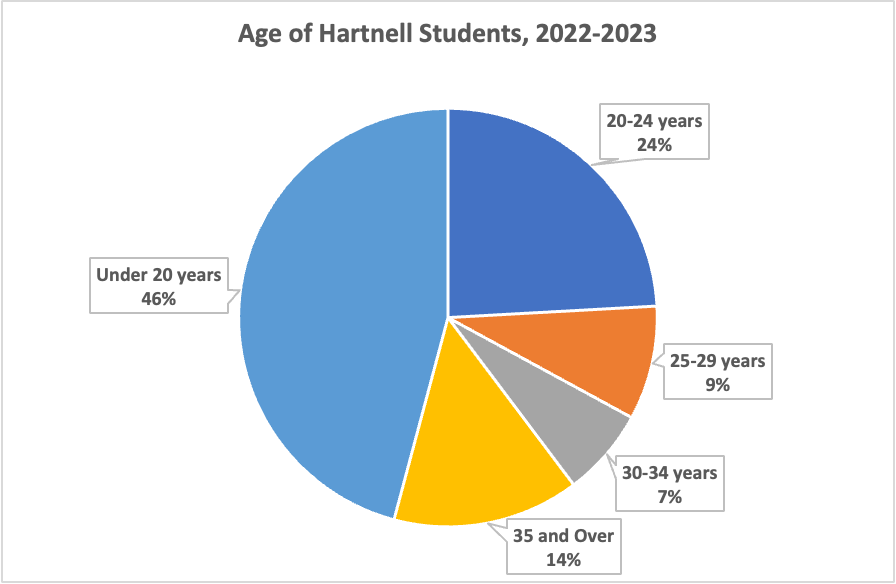 Age of Hartnell Students, 2022-2023
20-24 years
24%
Under 20 years
46%
25-29 years
9%
30-34 years
7%
35 and Over
14%